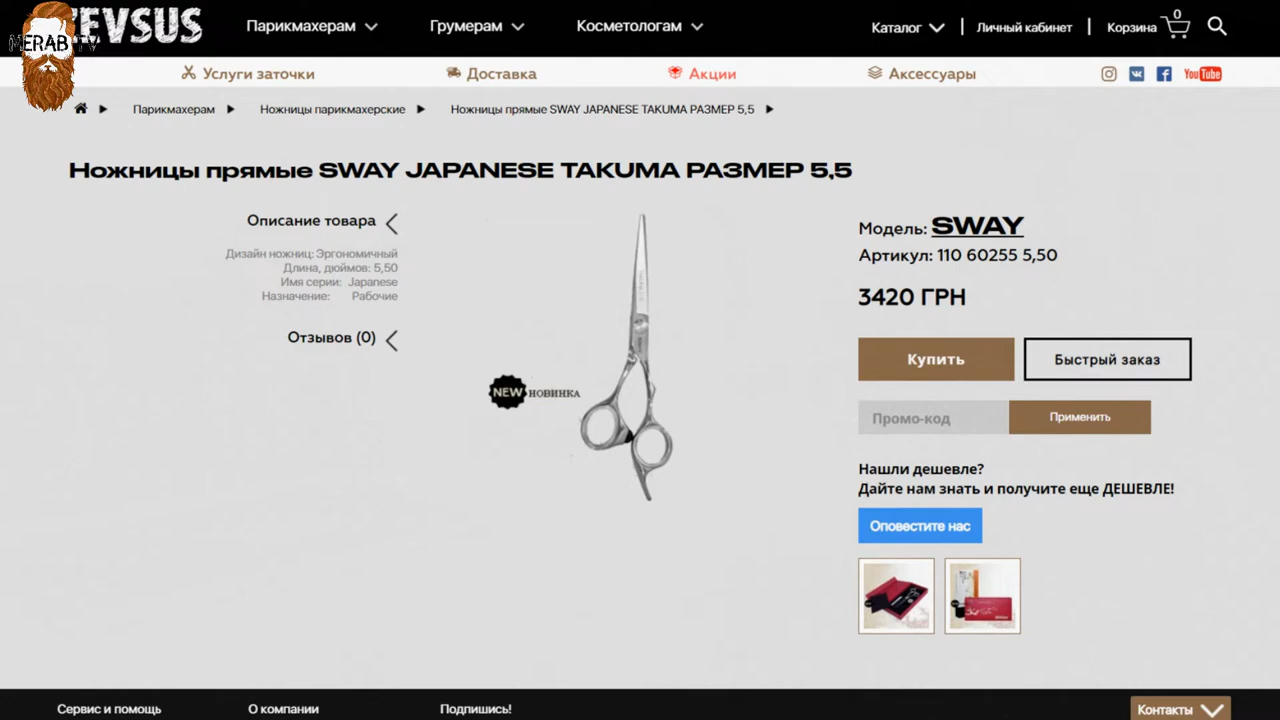 ZEVSUS
MERAB TV
Парикмахерам
Грумерам
Косметологам
Каталог
Личный кабинет
Корзина
0
Услуги заточки
Доставка
Акции
Аксессуары
You Tube
Парикмахерам
Ножницы парикмахерские
Ножницы прямые SWAY JAPANESE TAKUMA РАЗМЕР 5,5
Ножницы прямые SWAY JAPANESE TAKUMA РАЗМЕР 5,5
Описание товара
Дизайн ножниц: Эргономичный
Длина, дюймов: 5,50
Имя серии: Japanese
Назначение: Рабочие
Отзывов (0)
NEW НОВИНКА
Модель: SWAY
Артикул: 110 60255 5,50
3420 ГРН
Купить
Быстрый заказ
Промо-код
Применить
Нашли дешевле?
Дайте нам знать и получите еще ДЕШЕВЛЕ!
Оповестите нас
Сервис и помощь
О компании
Подпишись!
Контакты